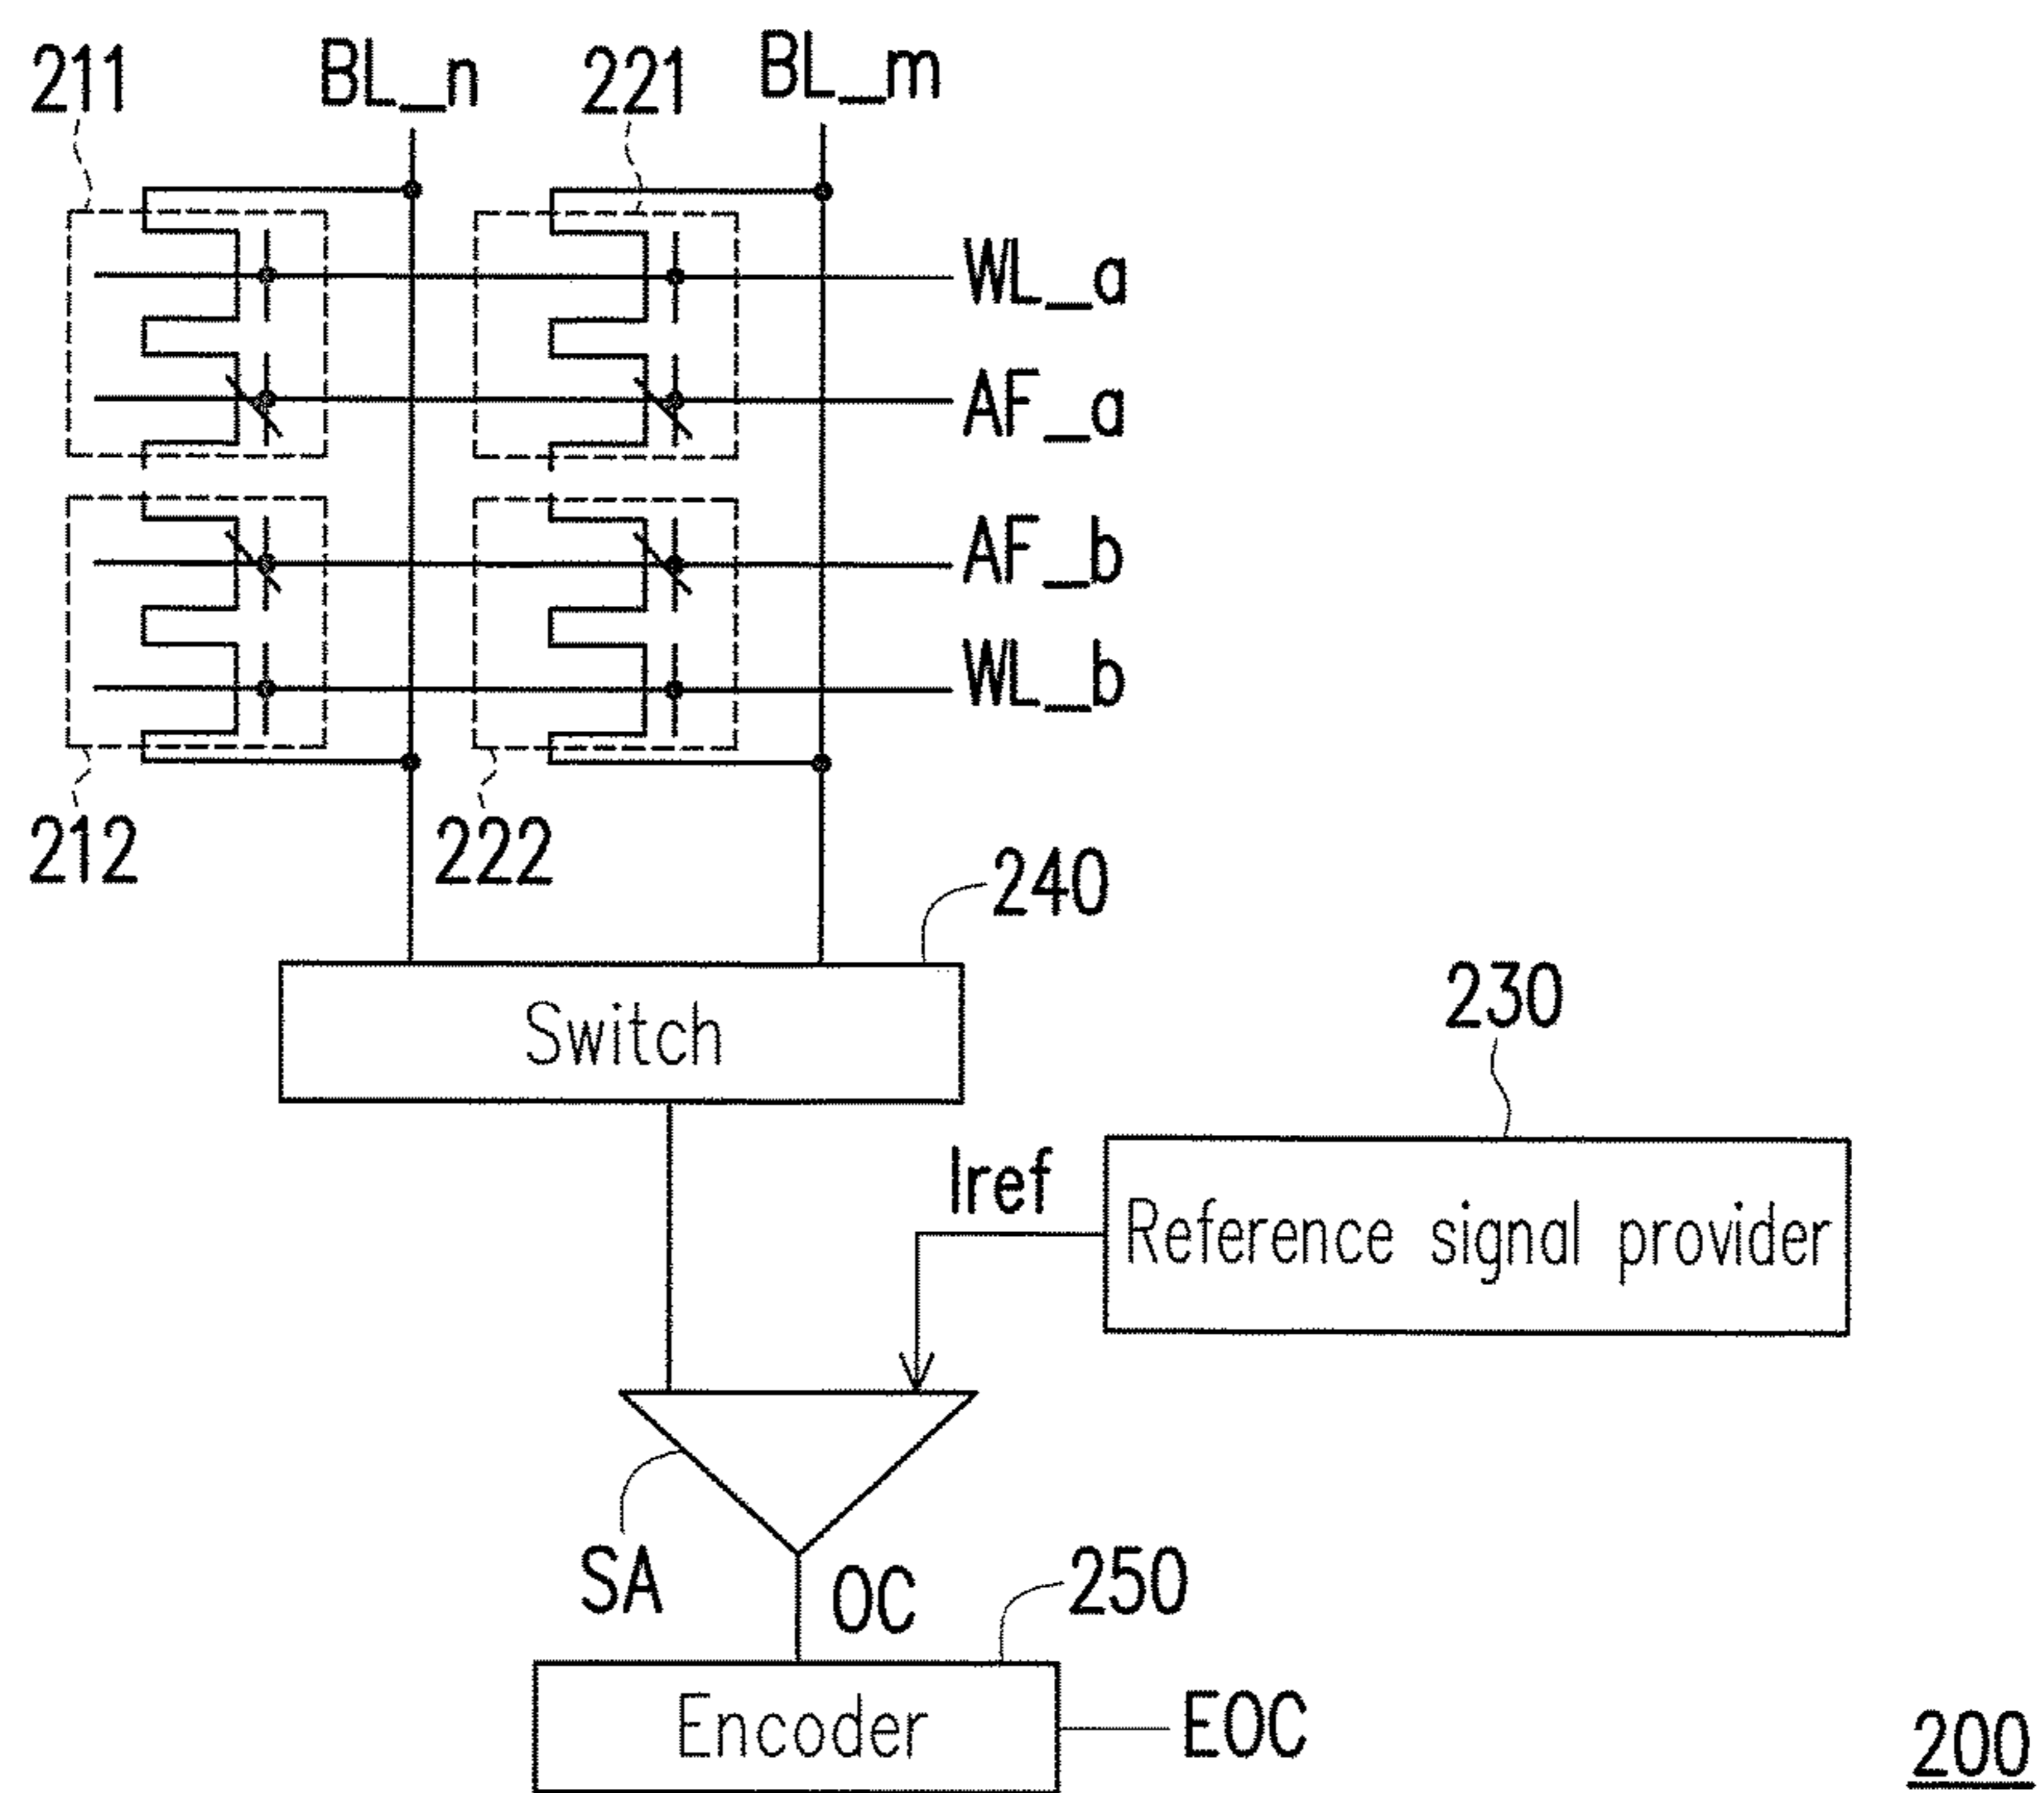 211
BL_n
221
BL_m
WL_a
AF_a
AF_b
WL_b
212
222
240
Switch
230
Iref
Reference signal provider
SA
OC
250
Encoder
EOC
200